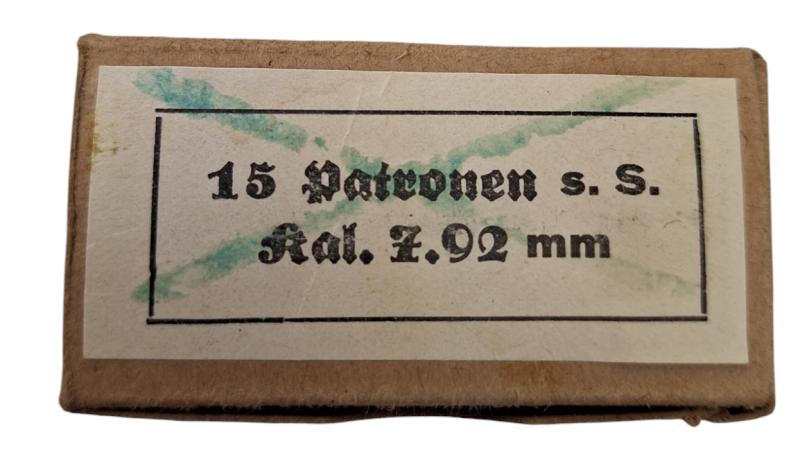 15 Patronen s. S.
Kal. 7.92 mm